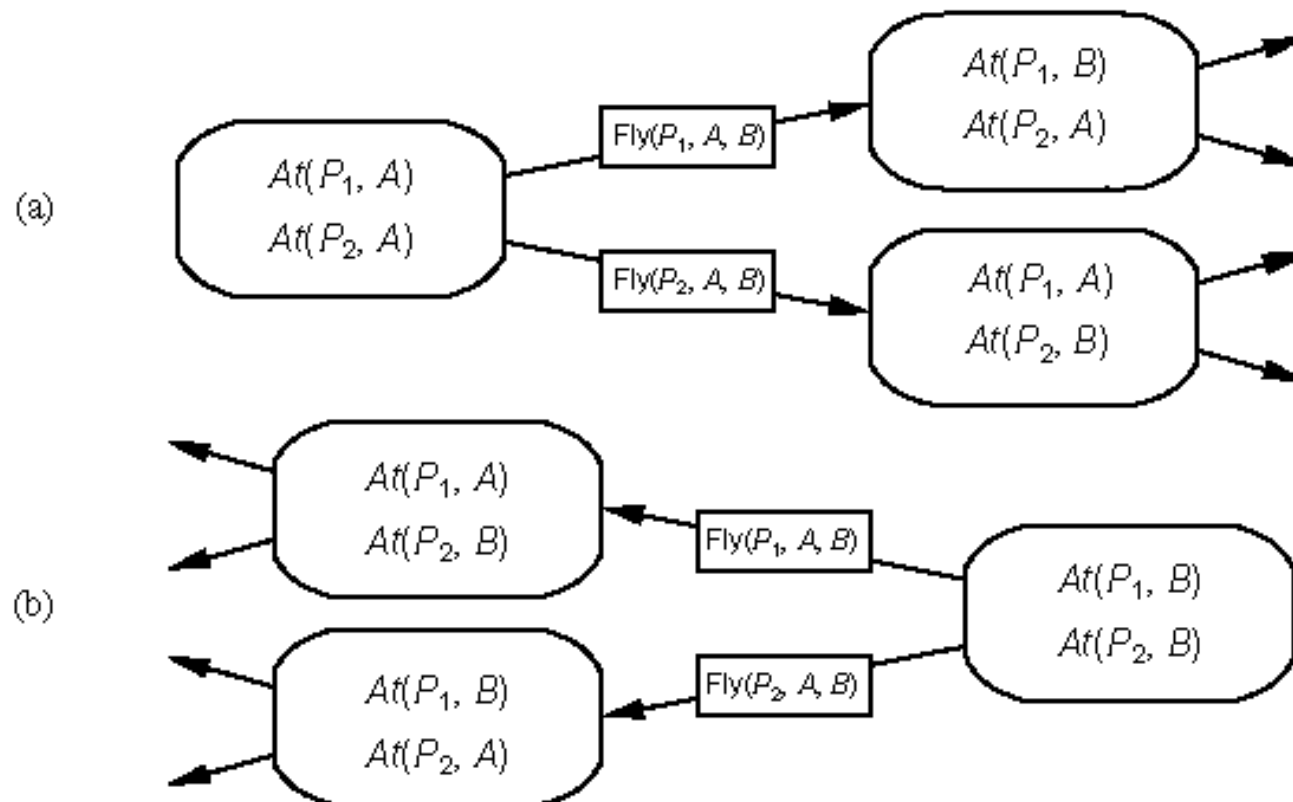 At(P₁, B)
At(P₂, A)
Fly(P₁, A, B)
At(P₁, A)
At(P₂, A)
(a)
Fly(P₂, A, B)
At(P₁, A)
At(P₂, B)
At(P₁, A)
At(P₂, B)
Fly(P₁, A, B)
At(P₁, B)
At(P₂, B)
(b)
Fly(P₂, A, B)
At(P₁, B)
At(P₂, A)